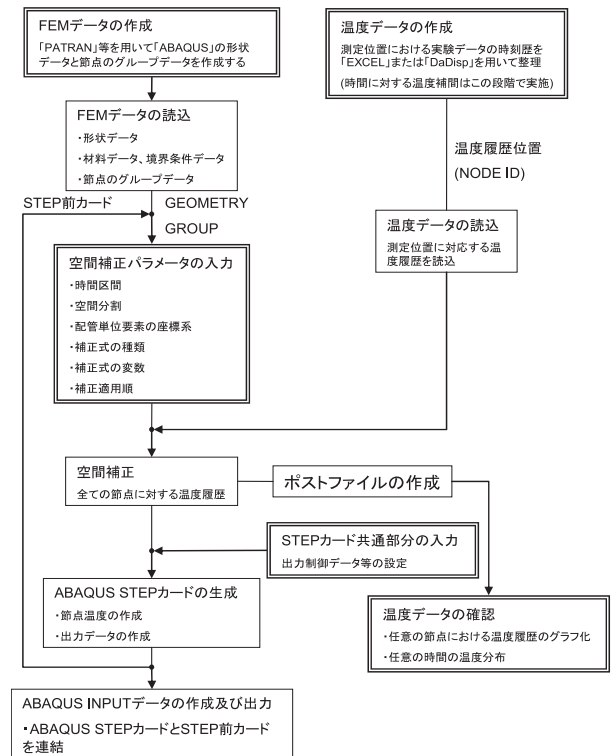 FEMデータの作成
「PATRAN」等を用いて「ABAQUS」の形状
データと節点のグループデータを作成する
温度データの作成
測定位置における実験データの時刻歴を
「EXCEL」または「DaDisp」を用いて整理
(時間に対する温度補間はこの段階で実施)
FEMデータの読込
・形状データ
・材料データ、境界条件データ
・節点のグループデータ
温度履歴位置
(NODE ID)
STEP前カード
GEOMETRY
GROUP
温度データの読込
測定位置に対応する温
度履歴を読込
空間補正パラメータの入力
・時間区間
・空間分割
・配管単位要素の座標系
・補正式の種類
・補正式の変数
・補正適用順
空間補正
全ての節点に対する温度履歴
ポストファイルの作成
STEPカード共通部分の入力
出力制御データ等の設定
ABAQUS STEPカードの生成
・節点温度の作成
・出力データの作成
温度データの確認
・任意の節点における温度履歴のグラフ化
・任意の時間の温度分布
ABAQUS INPUTデータの作成及び出力
・ABAQUS STEPカードとSTEP前カード
を連結